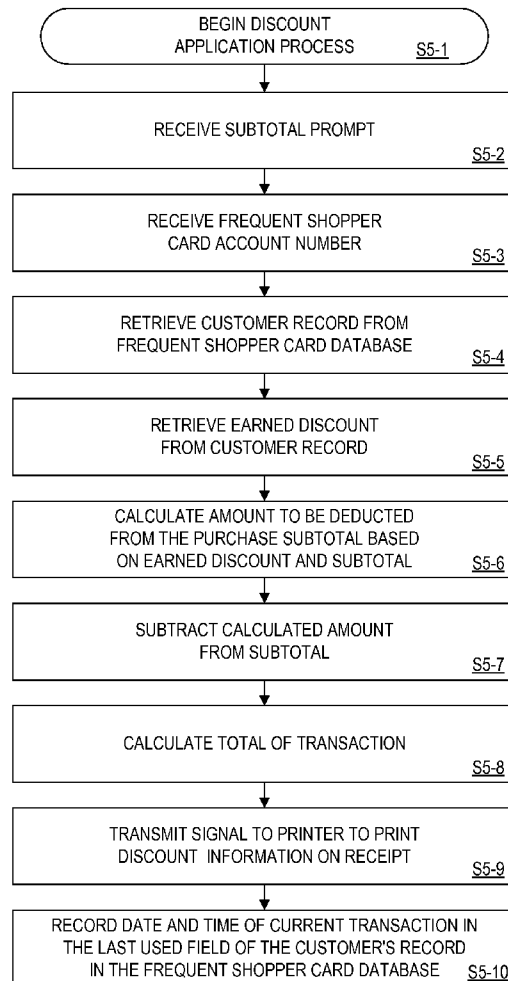 BEGIN DISCOUNT
APPLICATION PROCESS
S5-1
RECEIVE SUBTOTAL PROMPT
S5-2
RECEIVE FREQUENT SHOPPER
CARD ACCOUNT NUMBER
S5-3
RETRIEVE CUSTOMER RECORD FROM
FREQUENT SHOPPER CARD DATABASE
S5-4
RETRIEVE EARNED DISCOUNT
FROM CUSTOMER RECORD
S5-5
CALCULATE AMOUNT TO BE DEDUCTED
FROM THE PURCHASE SUBTOTAL BASED
ON EARNED DISCOUNT AND SUBTOTAL
S5-6
SUBTRACT CALCULATED AMOUNT
FROM SUBTOTAL
S5-7
CALCULATE TOTAL OF TRANSACTION
S5-8
TRANSMIT SIGNAL TO PRINTER TO PRINT
DISCOUNT INFORMATION ON RECEIPT
S5-9
RECORD DATE AND TIME OF CURRENT TRANSACTION IN
THE LAST USED FIELD OF THE CUSTOMER'S RECORD
IN THE FREQUENT SHOPPER CARD DATABASE
S5-10